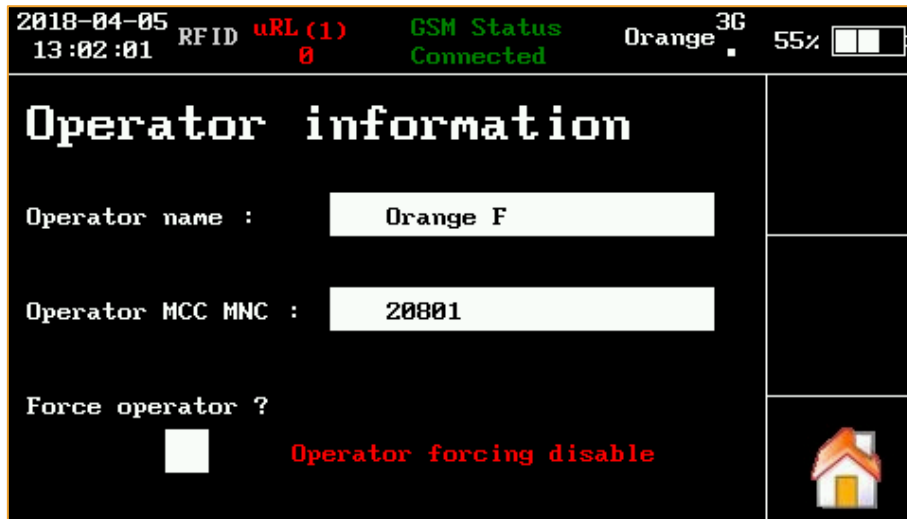 2018-04-05 RFID uRL(1) GSM Status Orange 3G 55%
13:02:01 0 Connected
Operator information
Operator name : Orange F
Operator MCC MNC : 20801
Force operator ?
Operator forcing disable